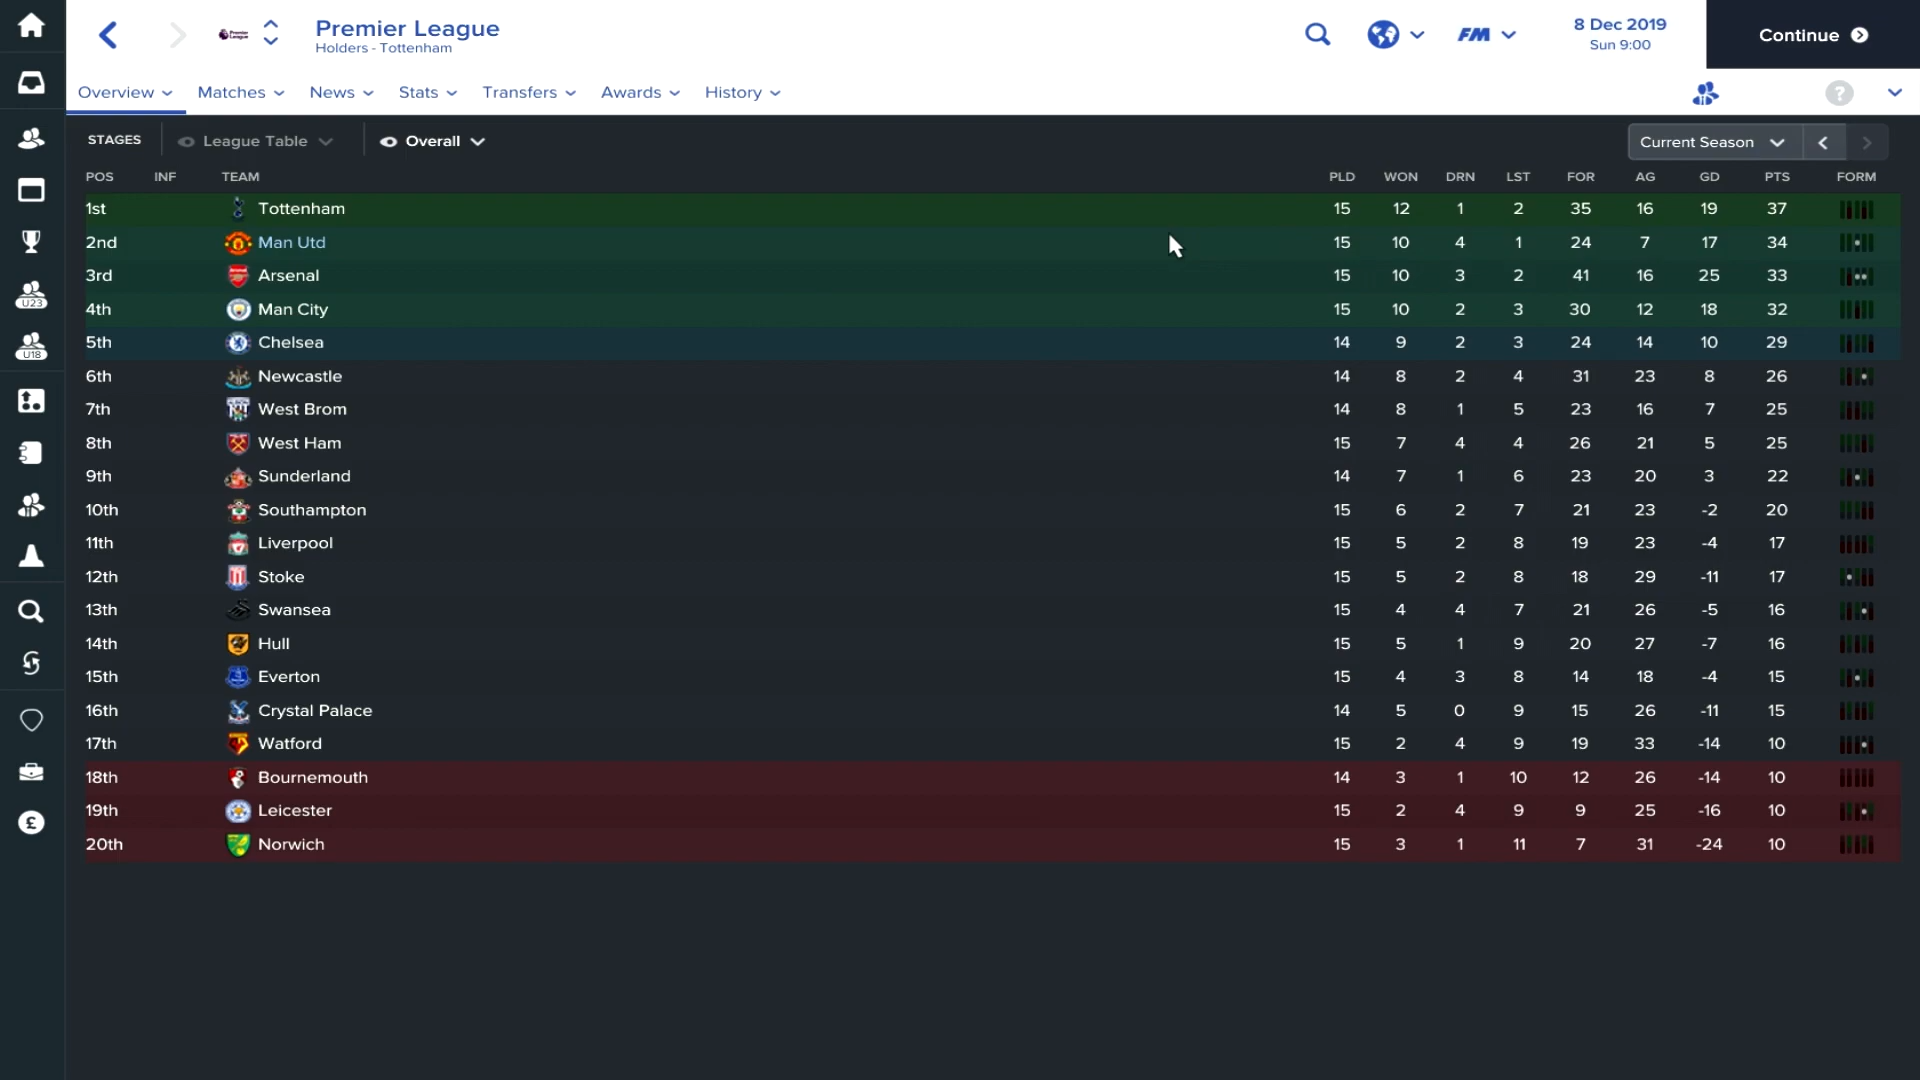 Premier League
Holders - Tottenham
FM
8 Dec 2019
Sun 9:00
Continue
Overview Matches News Stats Transfers Awards History
?
STAGES League Table Overall Current Season
POS INF TEAM PLD WON DRN LST FOR AG GD PTS FORM
1st Tottenham 15 12 1 2 35 16 19 37
2nd Man Utd 15 10 4 1 24 7 17 34
3rd Arsenal 15 10 3 2 41 16 25 33
4th Man City 15 10 2 3 30 12 18 32
5th Chelsea 14 9 2 3 24 14 10 29
6th Newcastle 14 8 2 4 31 23 8 26
7th West Brom 14 8 1 5 23 16 7 25
8th West Ham 15 7 4 4 26 21 5 25
9th Sunderland 14 7 1 6 23 20 3 22
10th Southampton 15 6 2 7 21 23 -2 20
11th Liverpool 15 5 2 8 19 23 -4 17
12th Stoke 15 5 2 8 18 29 -11 17
13th Swansea 15 4 4 7 21 26 -5 16
14th Hull 15 5 1 9 20 27 -7 16
15th Everton 15 4 3 8 14 18 -4 15
16th Crystal Palace 14 5 0 9 15 26 -11 15
17th Watford 15 2 4 9 19 33 -14 10
18th Bournemouth 14 3 1 10 12 26 -14 10
19th Leicester 15 2 4 9 9 25 -16 10
20th Norwich 15 3 1 11 7 31 -24 10
U23
U18
£